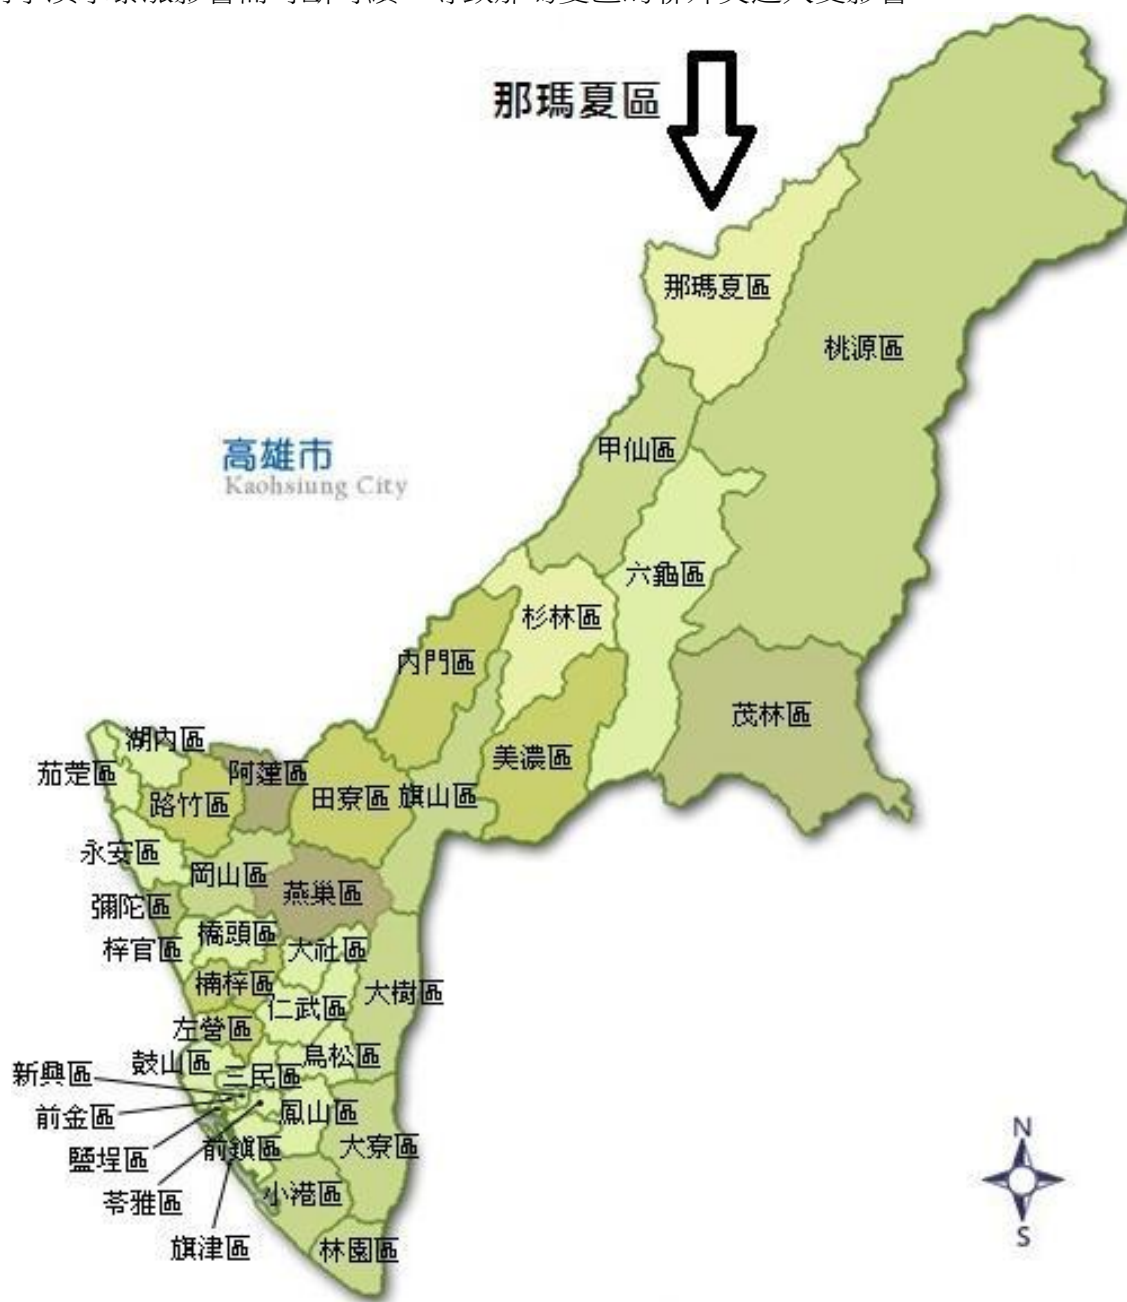 那瑪夏區
那瑪夏區
桃源區
甲仙區
高雄市
Kaohsiung City
六龜區
杉林區
內門區
茂林區
湖內區
美濃區
茄萣區
阿蓮區
路竹區
田寮區
旗山區
永安區
岡山區
燕巢區
彌陀區
橋頭區
梓官區
大社區
楠梓區
大樹區
仁武區
左營區
鼓山區
鳥松區
新興區
三民區
前金區
鳳山區
鹽埕區
前鎮區
大寮區
苓雅區
小港區
旗津區
林園區
N
S